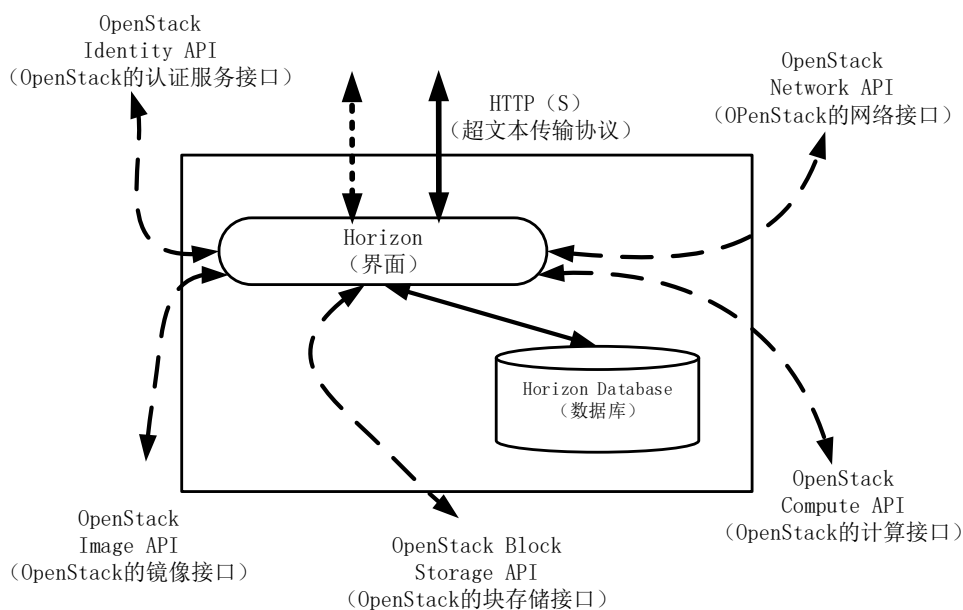 OpenStack
Identity API
（OpenStack的认证服务接口）
HTTP（S）
（超文本传输协议）
OpenStack
Network API
（OPenStack的网络接口）
Horizon
（界面）
Horizon Database
（数据库）
OpenStack
Compute API
（OpenStack的计算接口）
OpenStack
Image API
（OpenStack的镜像接口）
OpenStack Block
Storage API
（OpenStack的块存储接口）